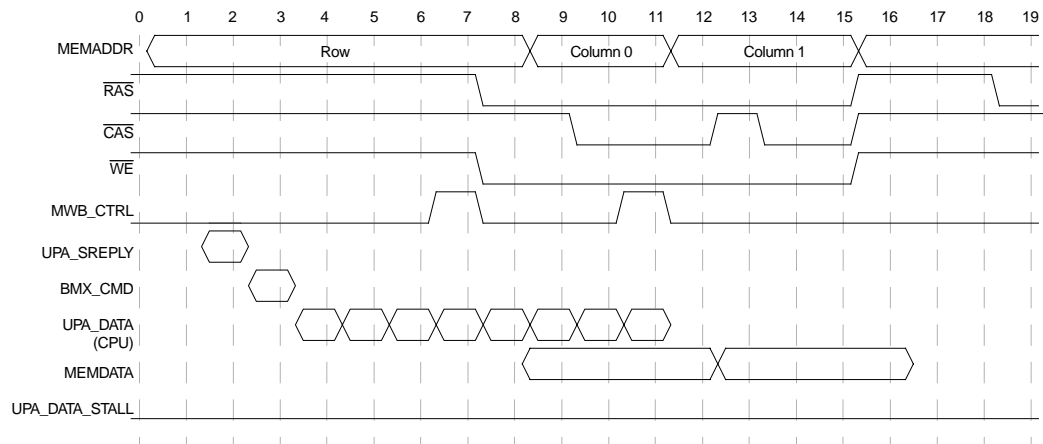 0 1 2 3 4 5 6 7 8 9 10 11 12 13 14 15 16 17 18 19
MEMADDR Row Column 0 Column 1
RAS
CAS
WE
MWB_CTRL
UPA_SREPLY
BMX_CMD
UPA_DATA
(CPU)
MEMDATA
UPA_DATA_STALL